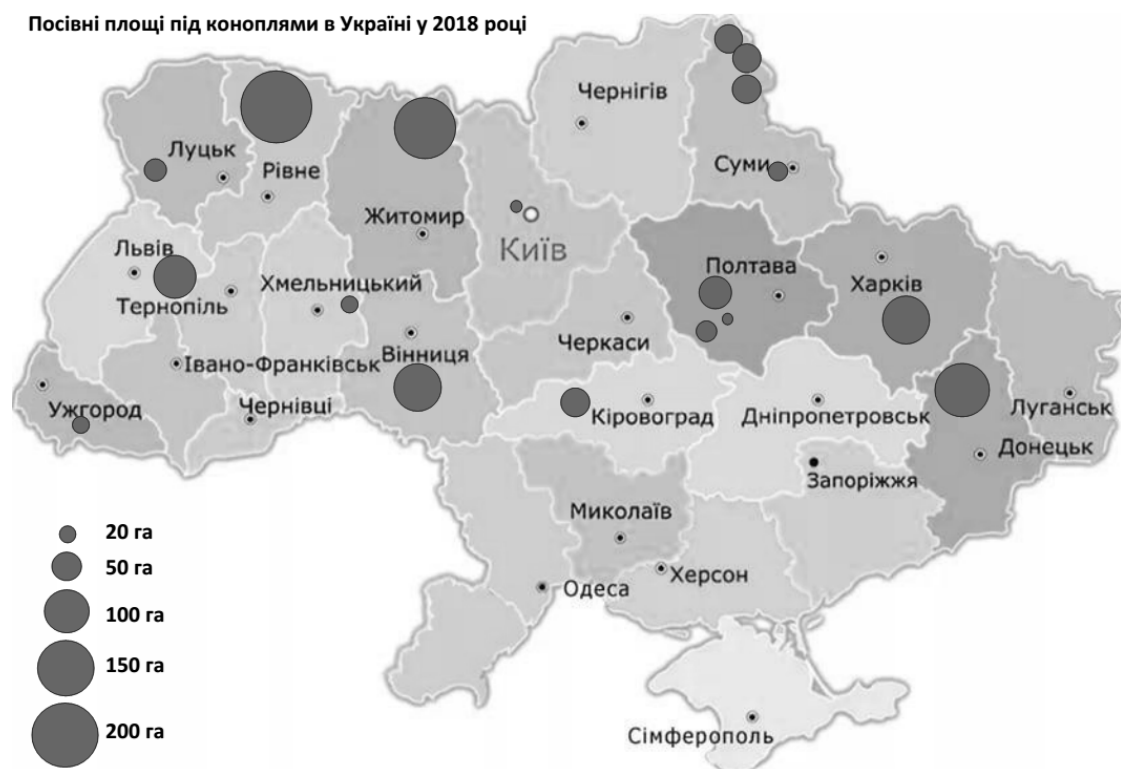 Посівні площі під коноплями в Україні у 2018 році
Чернігів
Луцьк
Рівне
Суми
Житомир
Київ
Львів
Тернопіль
Хмельницький
Полтава
Харків
Черкаси
Вінниця
Івано-Франківськ
Ужгород
Чернівці
Кіровоград
Дніпропетровськ
Луганськ
Донецьк
Запоріжжя
Миколаїв
Херсон
Одеса
Сімферополь
20 га
50 га
100 га
150 га
200 га